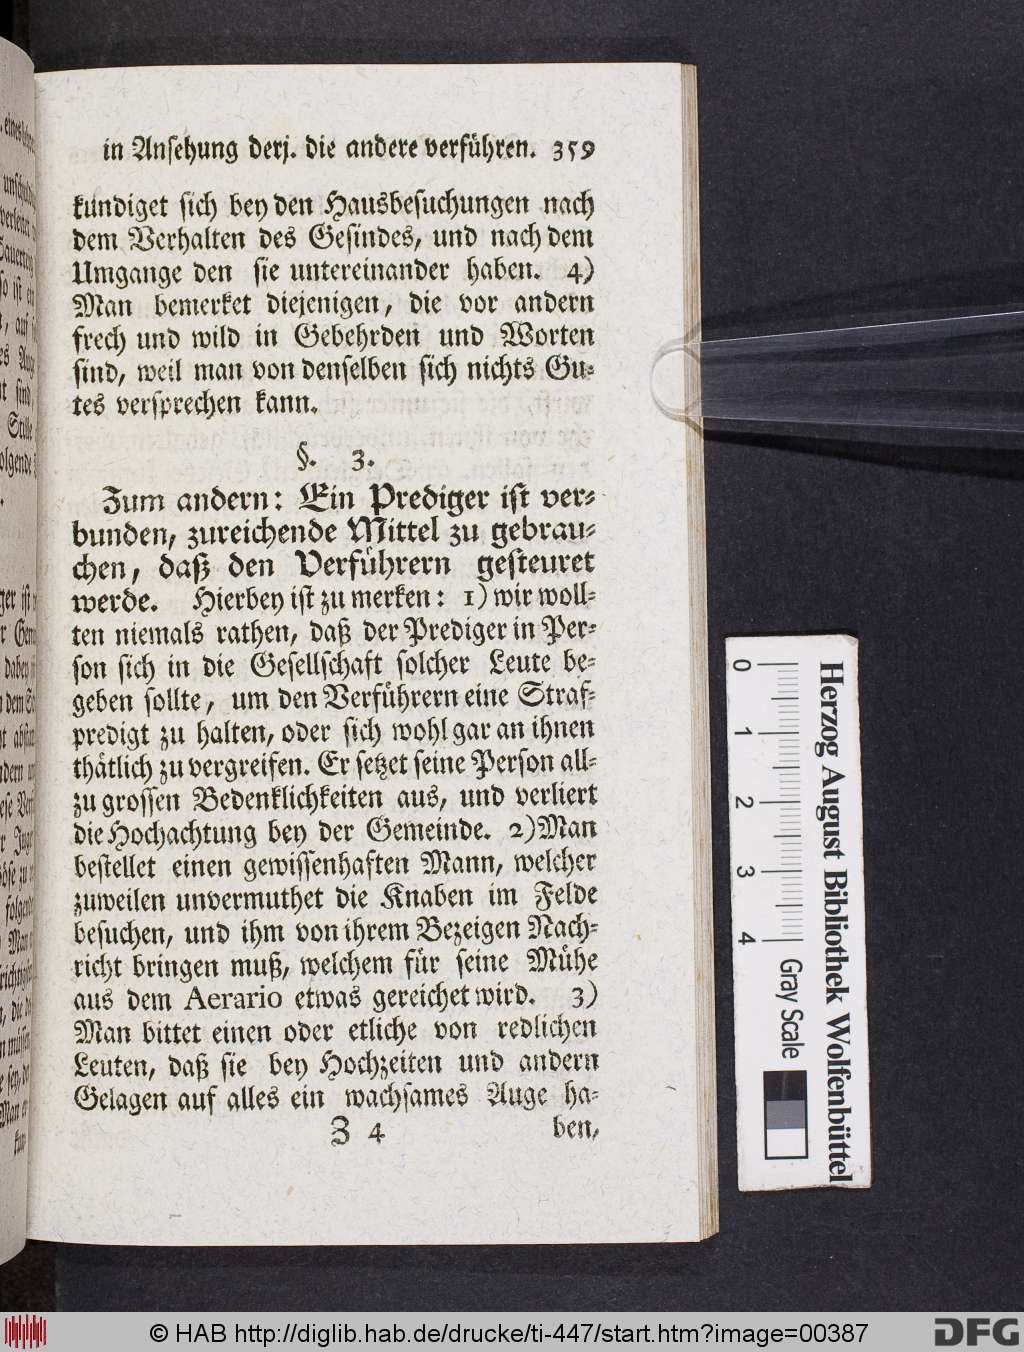 in Ansehung derj. die andere verführen. 359
kundiget sich bey den Hausbesuchungen nach
dem Verhalten des Gesindes, und nach dem
Umgange den sie untereinander haben. 4)
Man bemerket diejenigen, die vor andern
frech und wild in Gebehrden und Worten
sind, weil man von denselben sich nichts Gu-
tes versprechen kann.
§. 3.
Zum andern: Ein Prediger ist ver-
bunden, zureichende Mittel zu gebrau-
chen, daß den Verführern gesteuret
werde. Hierbey ist zu merken: 1) wir woll-
ten niemals rathen, daß der Prediger in Per-
son sich in die Gesellschaft solcher Leute be-
geben sollte, um den Verführern eine Straf-
predigt zu halten, oder sich wohl gar an ihnen
thätlich zu vergreifen. Er setzet seine Person all-
zu grossen Bedenklichkeiten aus, und verliert
die Hochachtung bey der Gemeinde. 2) Man
bestellet einen gewissenhaften Mann, welcher
zuweilen unvermuthet die Knaben im Felde
besuchen, und ihm von ihrem Bezeigen Nach-
richt bringen muß, welchem für seine Mühe
aus dem Aerario etwas gereichet wird. 3)
Man bittet einen oder etliche von redlichen
Leuten, daß sie bey Hochzeiten und andern
Gelagen auf alles ein wachsames Auge ha-
Z 4 ben,
0 1 2 3 4 Gray Scale
Herzog August Bibliothek Wolfenbüttel
© HAB http://diglib.hab.de/drucke/ti-447/start.htm?image=00387
DFG